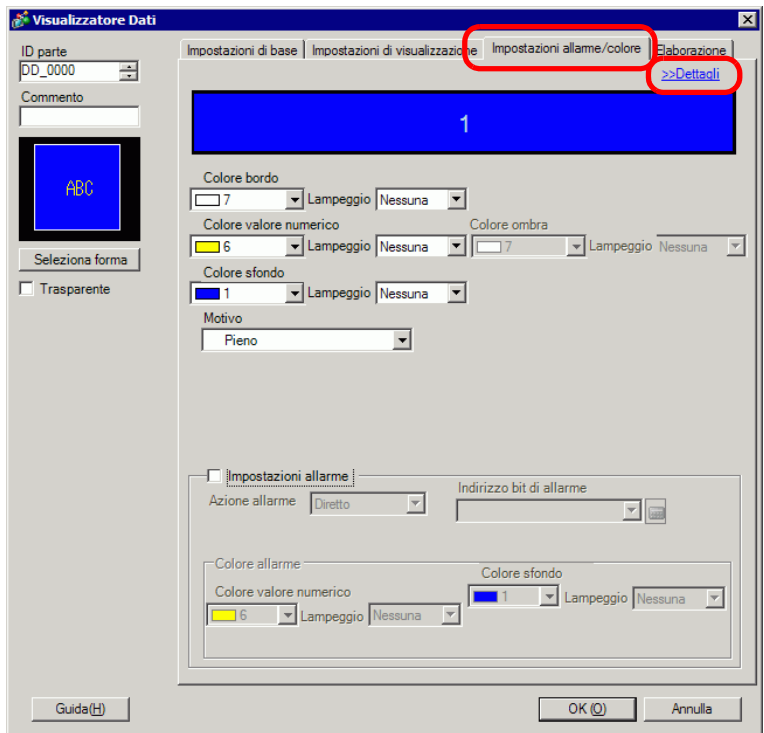 Visualizzatore Dati
ID parte
DD_0000
Commento
ABC
Seleziona forma
Trasparente
Impostazioni di base Impostazioni di visualizzazione Impostazioni allarme/colore Elaborazione
>>Dettagli
1
Colore bordo
7 Lampeggio Nessuna
Colore valore numerico Colore ombra
6 Lampeggio Nessuna 7 Lampeggio Nessuna
Colore sfondo
1 Lampeggio Nessuna
Motivo
Pieno
Impostazioni allarme
Azione allarme Diretto Indirizzo bit di allarme
Colore allarme
Colore valore numerico Colore sfondo
6 Lampeggio Nessuna 1 Lampeggio Nessuna
Guida(H) OK (O) Annulla